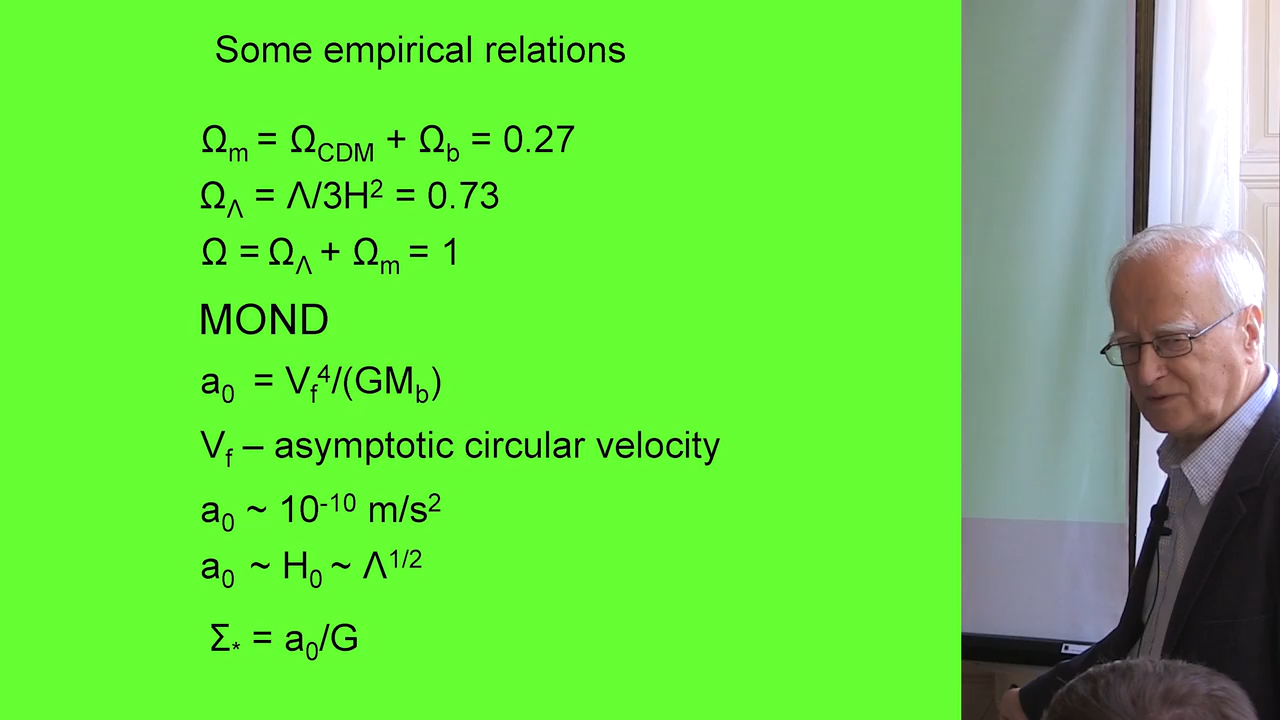 Some empirical relations
Ωm = ΩCDM + Ωb = 0.27
ΩΛ = Λ/3H² = 0.73
Ω = ΩΛ + Ωm = 1
MOND
a₀ = Vf⁴/(GMb)
Vf – asymptotic circular velocity
a₀ ~ 10⁻¹⁰ m/s²
a₀ ~ H₀ ~ Λ¹/²
Σ* = a₀/G